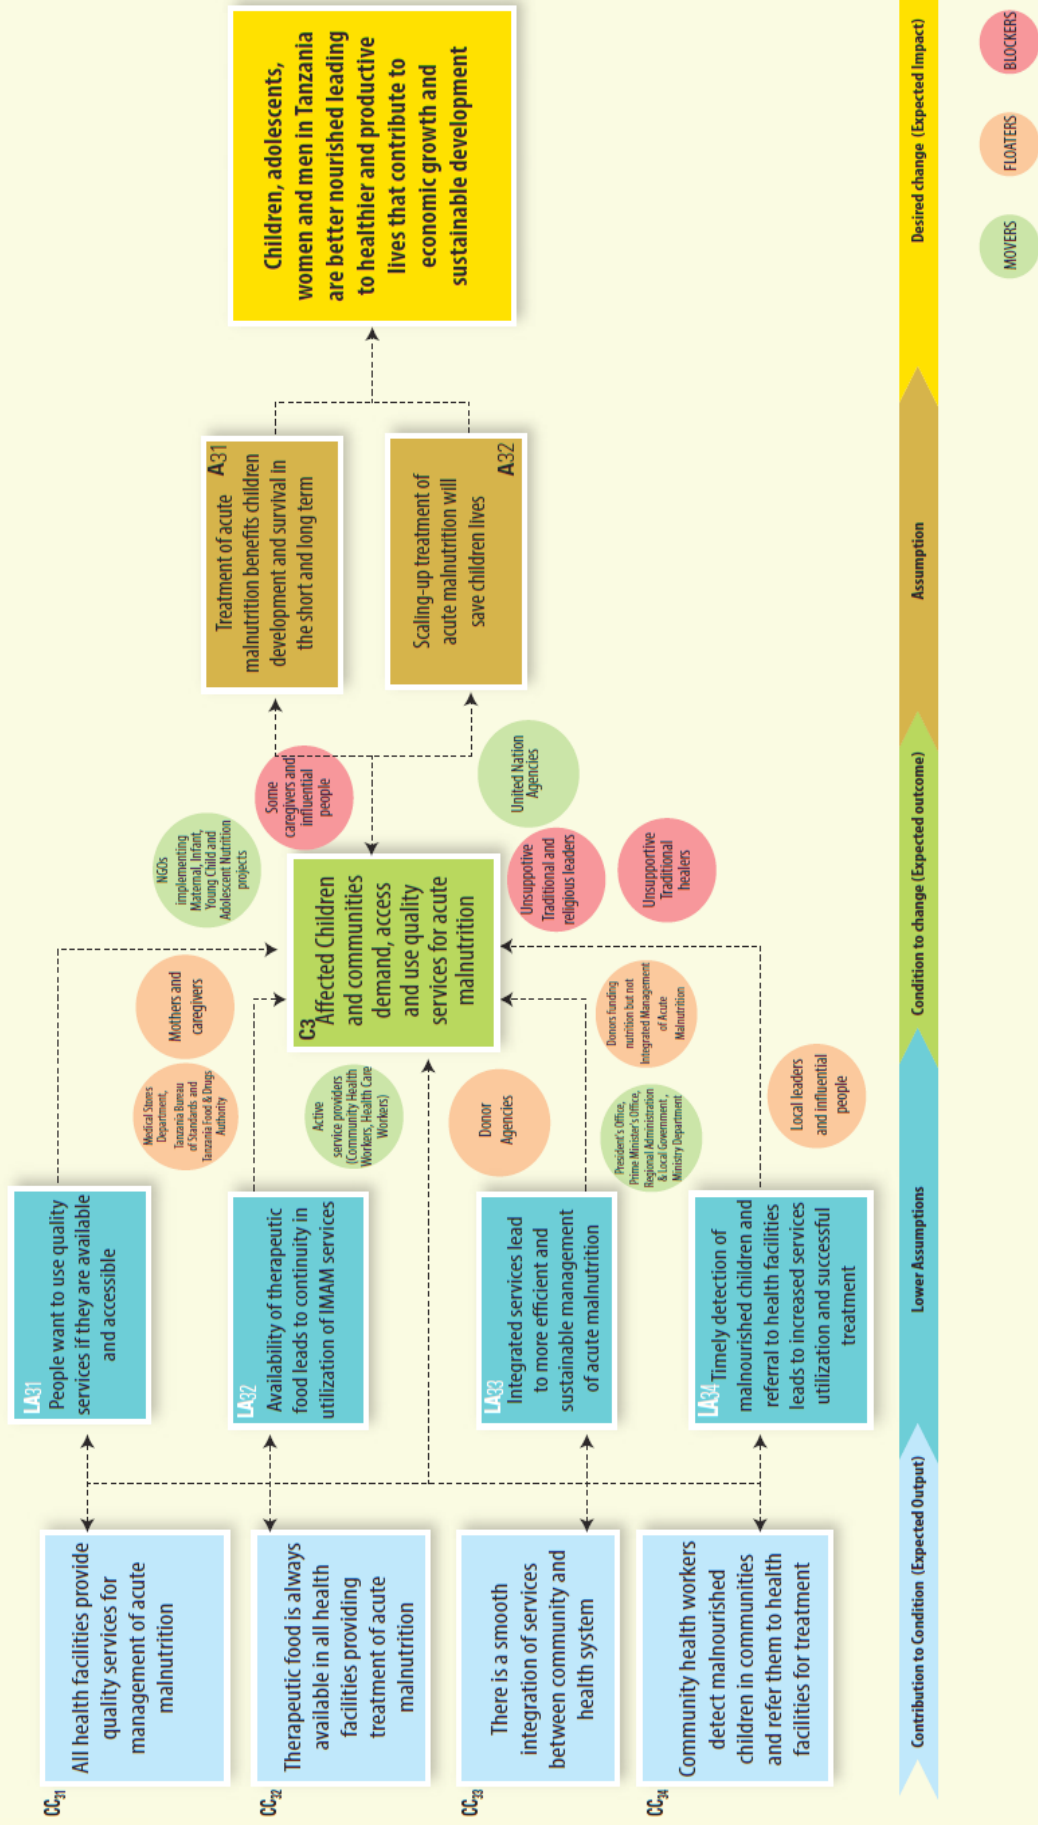 CC31
All health facilities provide
quality services for
management of acute
malnutrition
CC32
Therapeutic food is always
available in all health
facilities providing
treatment of acute
malnutrition
CC33
There is a smooth
integration of services
between community and
health system
CC34
Community health workers
detect malnourished
children in communities
and refer them to health
facilities for treatment
LA31
People want to use quality
services if they are available
and accessible
LA32
Availability of therapeutic
food leads to continuity in
utilization of IMAM services
LA33
Integrated services lead
to more efficient and
sustainable management
of acute malnutrition
LA34 Timely detection of
malnourished children and
referral to health facilities
leads to increased services
utilization and successful
treatment
Medical Stores
Department,
Tanzania Bureau
of Standards and
Tanzania Food & Drugs
Authority
Mothers and
caregivers
Active
service providers
(Community Health
Workers, Health Care
Workers)
Donor
Agencies
President's Office,
Prime Minister's Office,
Regional Administration
& Local Government ,
Ministry Department
Donors funding
nutrition but not
Integrated Management
of Acute
Malnutrition
Local leaders
and influential
people
NGOs
implementing
Maternal, Infant,
Young Child and
Adolescent Nutrition
projects
Some
caregivers and
influential
people
C3
Affected Children
and communities
demand, access
and use quality
services for acute
malnutrition
United Nation
Agencies
Unsuppotive
Traditional and
religious leaders
Unsupportive
Traditional
healers
A31
Treatment of acute
malnutrition benefits children
development and survival in
the short and long term
Scaling-up treatment of
acute malnutrition will
save children lives
A32
Children, adolescents,
women and men in Tanzania
are better nourished leading
to healthier and productive
lives that contribute to
economic growth and
sustainable development
Contribution to Condition (Expected Output)
Lower Assumptions
Condition to change (Expected outcome)
Assumption
Desired change (Expected Impact)
MOVERS
FLOATERS
BLOCKERS